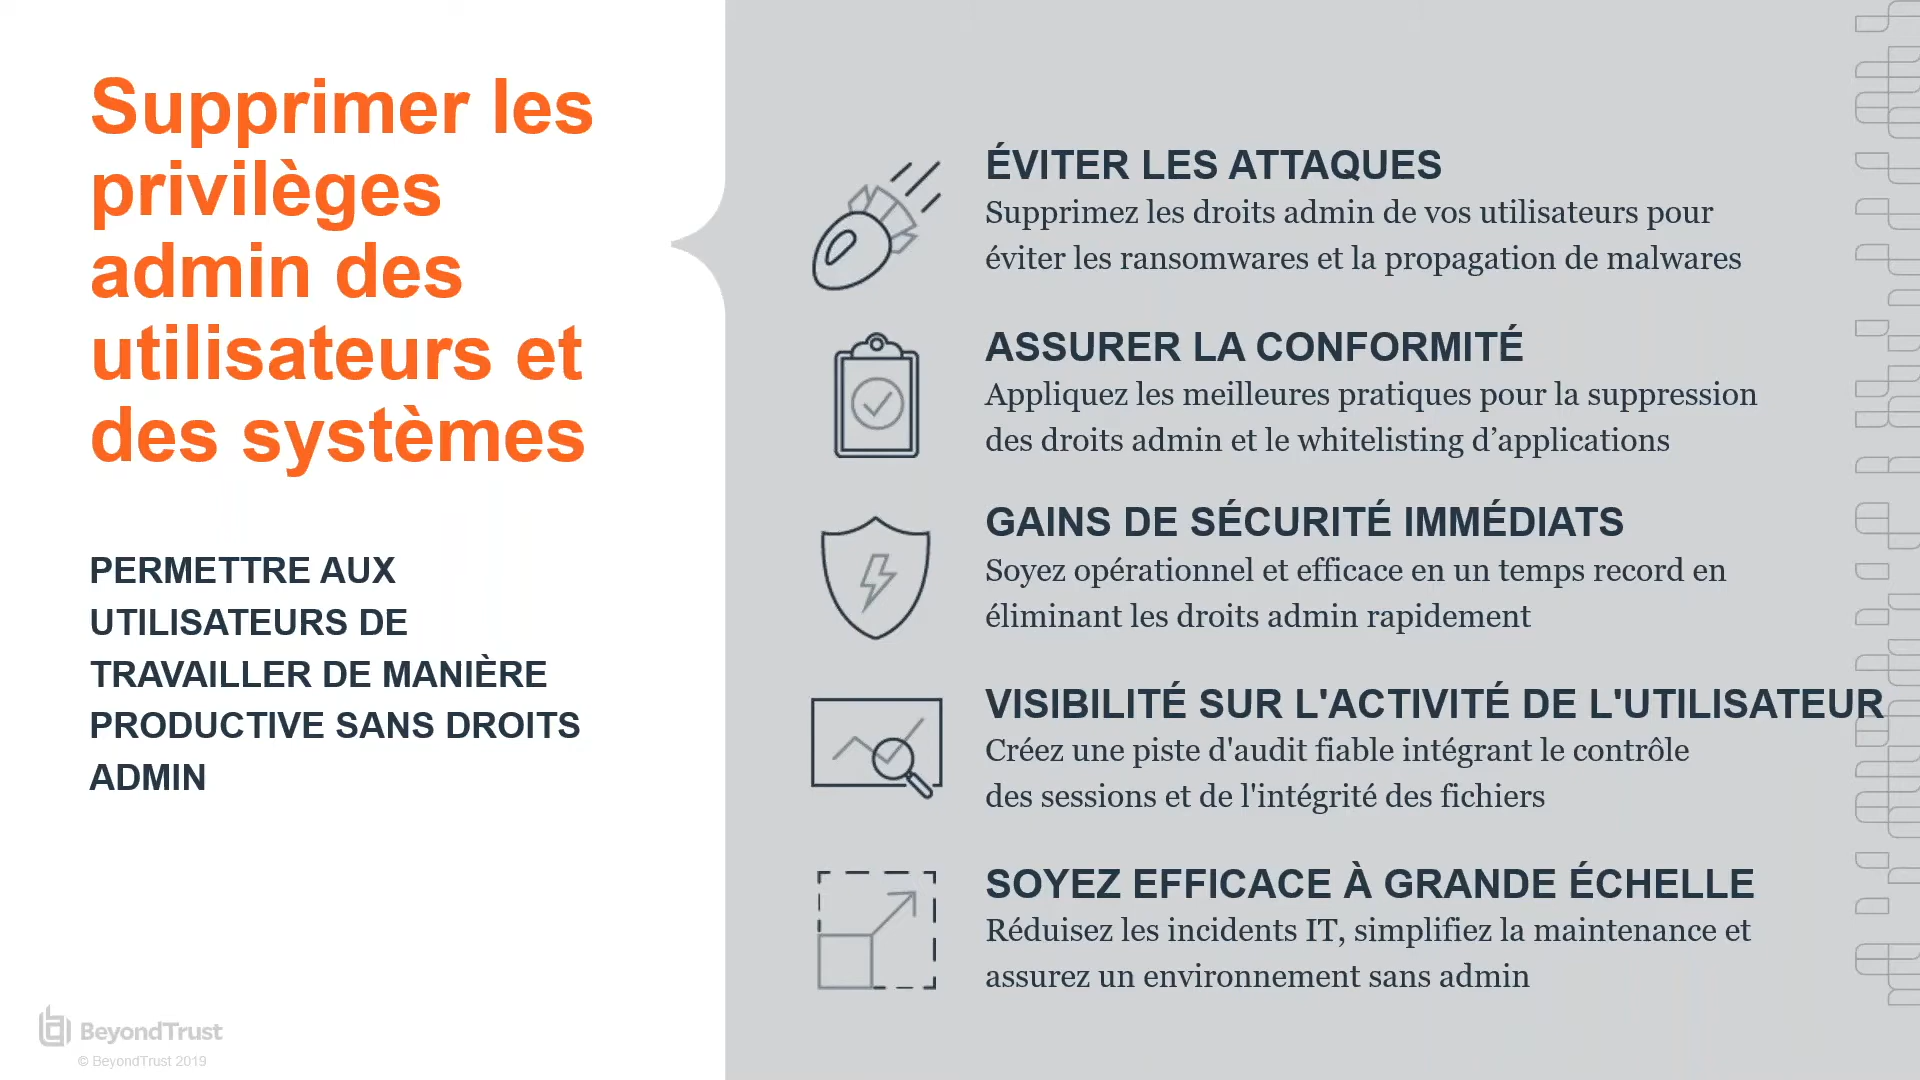 Supprimer les
privilèges
admin des
utilisateurs et
des systèmes
PERMETTRE AUX
UTILISATEURS DE
TRAVAILLER DE MANIÈRE
PRODUCTIVE SANS DROITS
ADMIN
ÉVITER LES ATTAQUES
Supprimez les droits admin de vos utilisateurs pour
éviter les ransomwares et la propagation de malwares
ASSURER LA CONFORMITÉ
Appliquez les meilleures pratiques pour la suppression
des droits admin et le whitelisting d’applications
GAINS DE SÉCURITÉ IMMÉDIATS
Soyez opérationnel et efficace en un temps record en
éliminant les droits admin rapidement
VISIBILITÉ SUR L'ACTIVITÉ DE L'UTILISATEUR
Créez une piste d'audit fiable intégrant le contrôle
des sessions et de l'intégrité des fichiers
SOYEZ EFFICACE À GRANDE ÉCHELLE
Réduisez les incidents IT, simplifiez la maintenance et
assurez un environnement sans admin
BeyondTrust
© BeyondTrust 2019